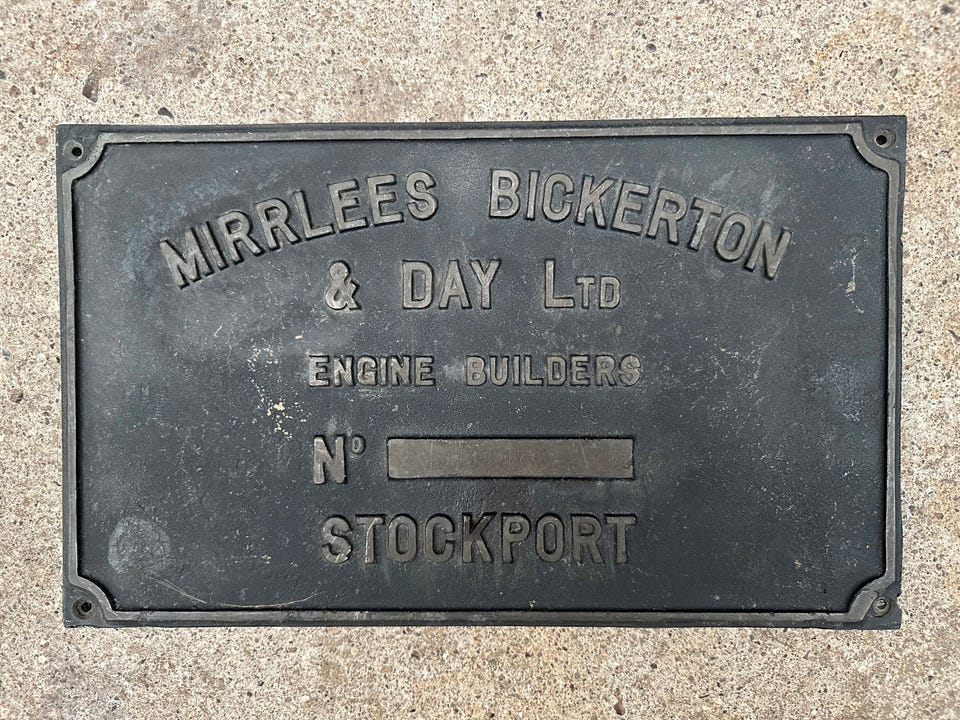 MIRRLEES BICKERTON
& DAY LTD
ENGINE BUILDERS
Nº
STOCKPORT